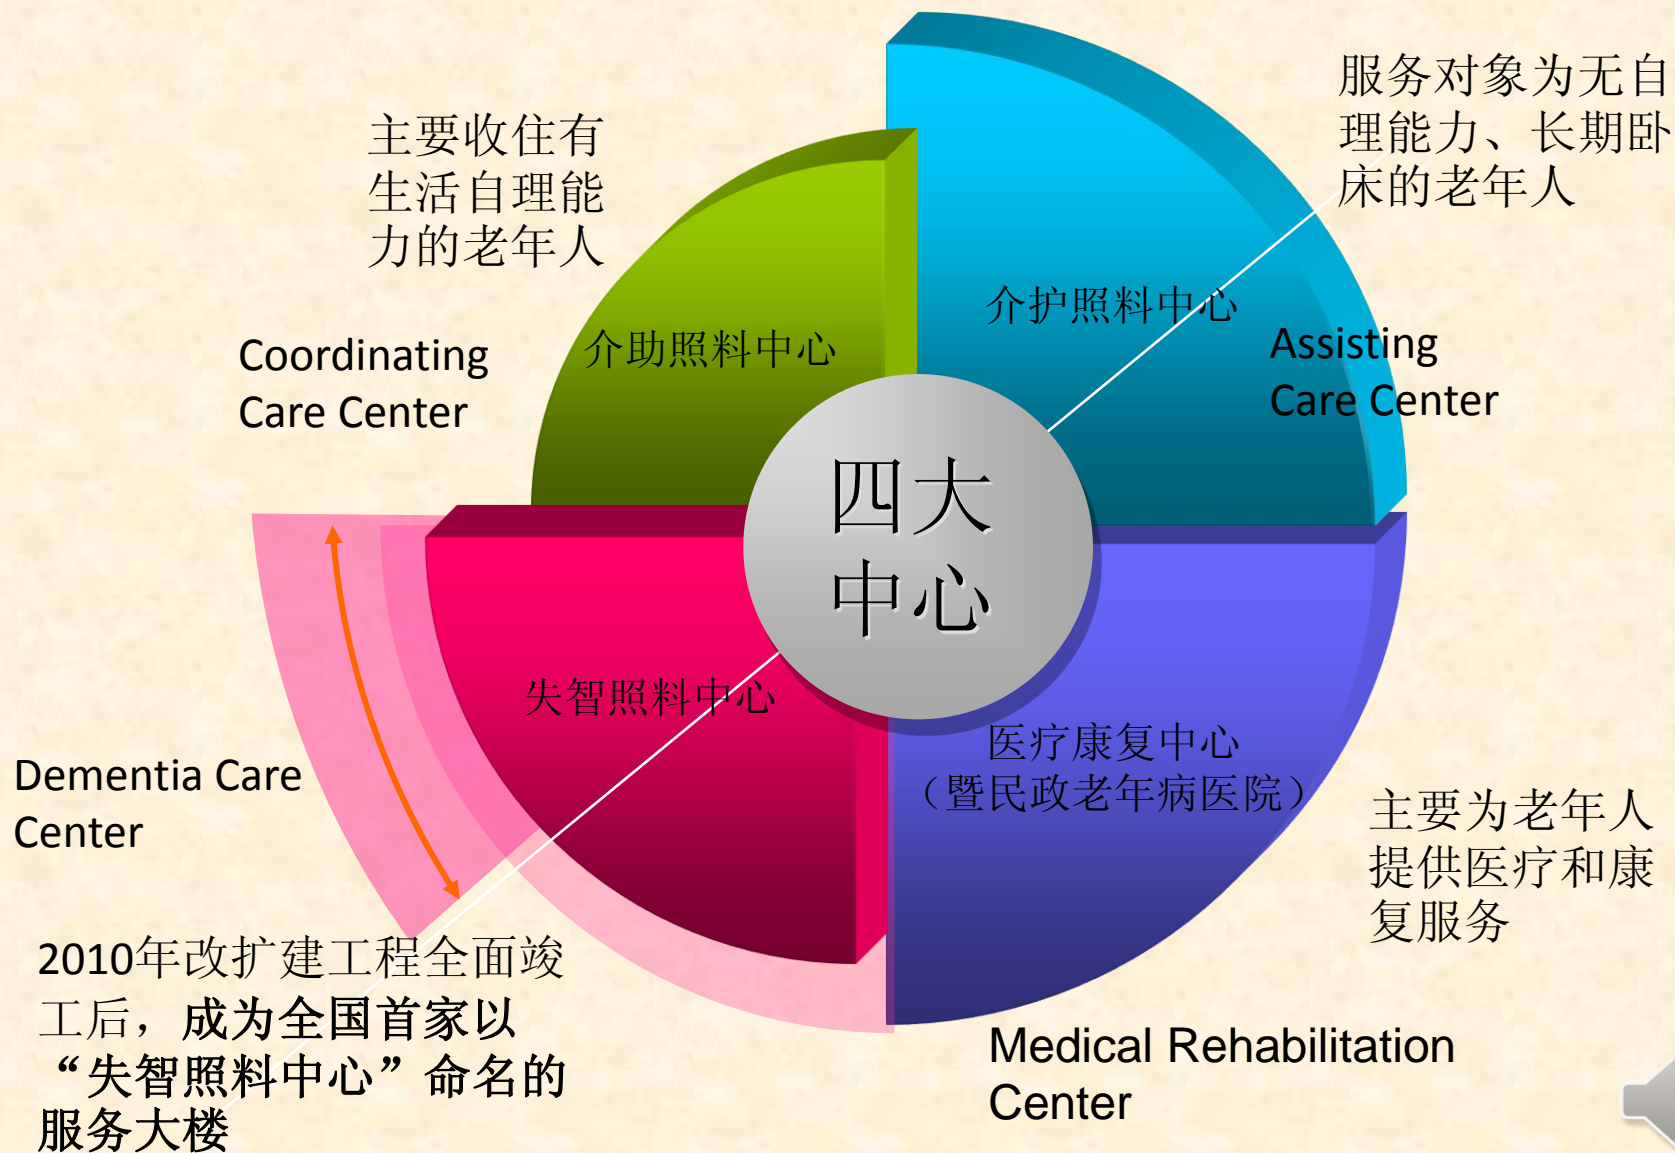 主要收住有
生活自理能
力的老年人
介助照料中心
Coordinating
Care Center
服务对象为无自
理能力、长期卧
床的老年人
介护照料中心
Assisting
Care Center
四大
中心
失智照料中心
Dementia Care
Center
2010年改扩建工程全面竣
工后，成为全国首家以
“失智照料中心”命名的
服务大楼
医疗康复中心
（暨民政老年病医院）
主要为老年人
提供医疗和康
复服务
Medical Rehabilitation
Center